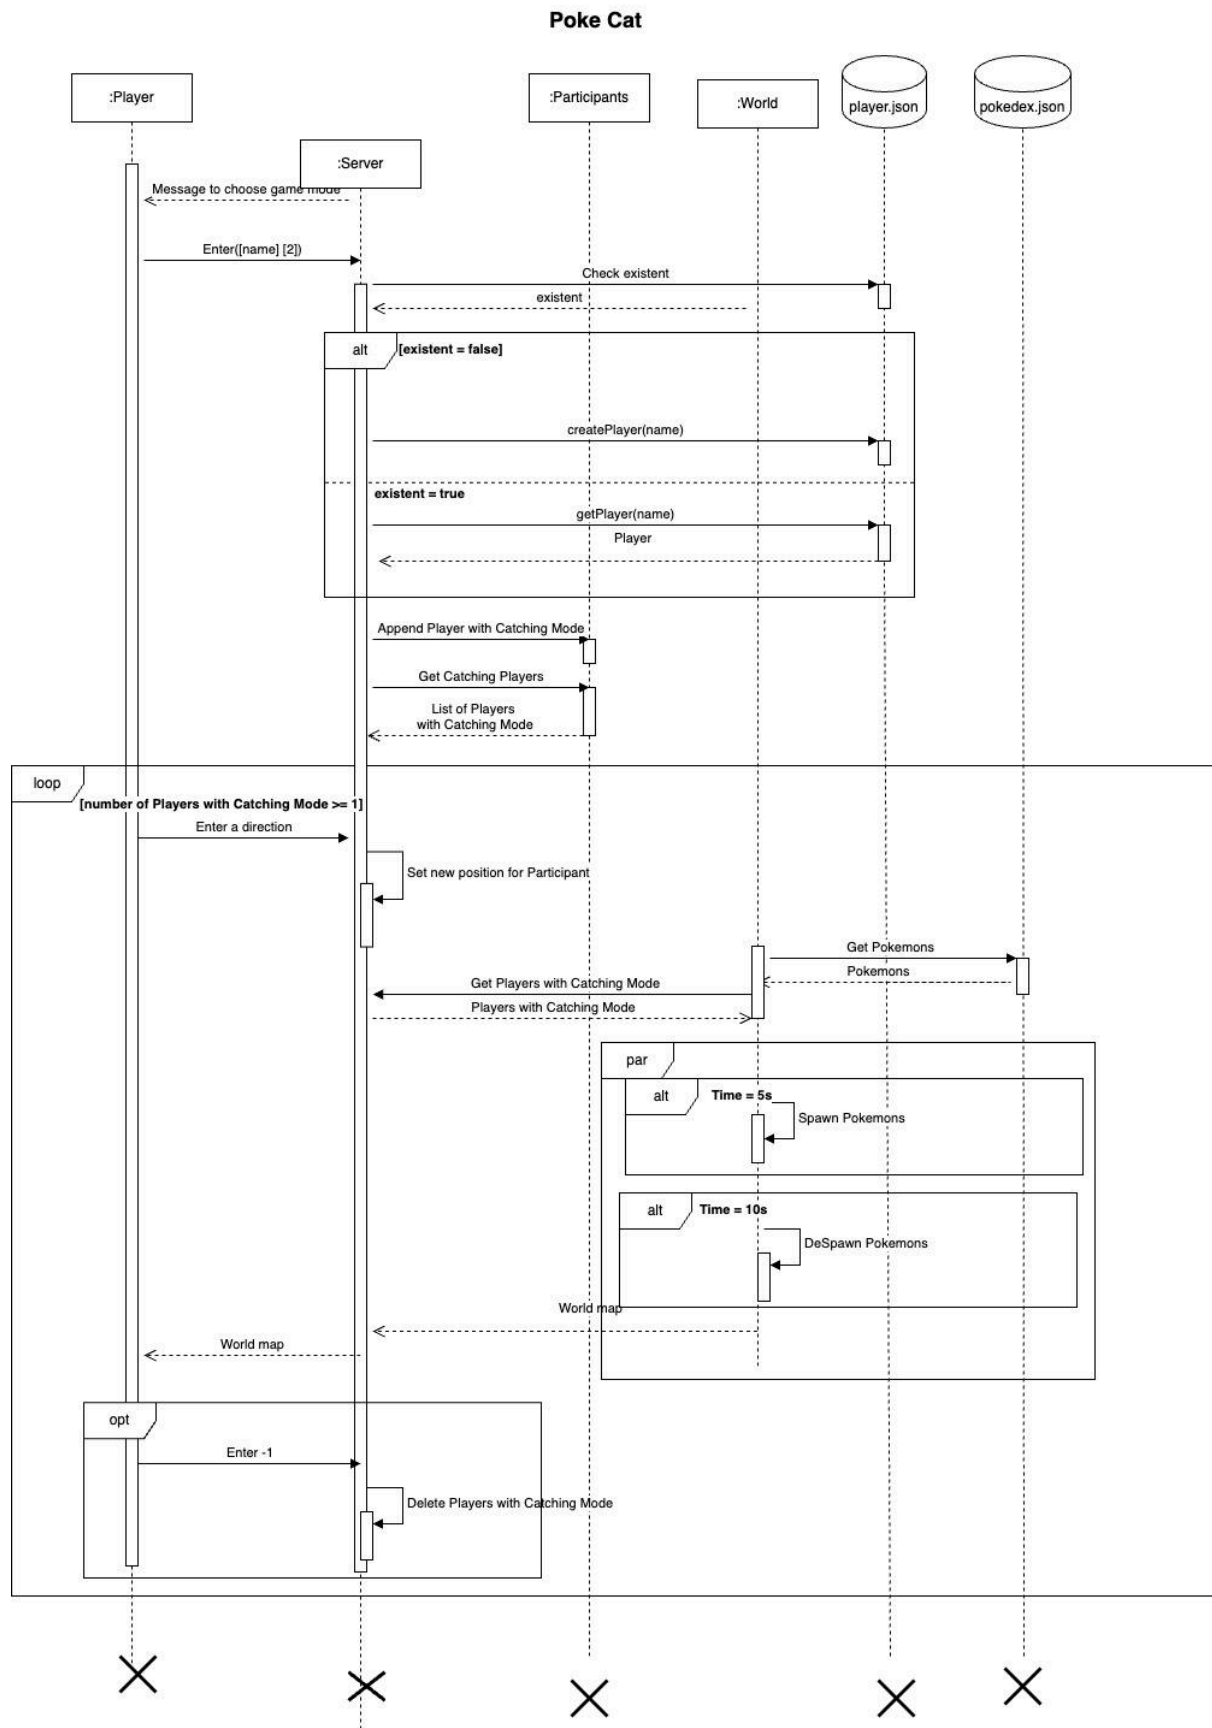 Poke Cat
:Player
:Participants
:World
player.json
pokedex.json
:Server
Message to choose game mode
Enter([name] [2])
Check existent
existent
alt
[existent = false]
createPlayer(name)
existent = true
getPlayer(name)
Player
Append Player with Catching Mode
Get Catching Players
List of Players
with Catching Mode
loop
[number of Players with Catching Mode >= 1]
Enter a direction
Set new position for Participant
Get Pokemons
Pokemons
Get Players with Catching Mode
Players with Catching Mode
par
alt
Time = 5s
Spawn Pokemons
alt
Time = 10s
DeSpawn Pokemons
World map
World map
opt
Enter -1
Delete Players with Catching Mode